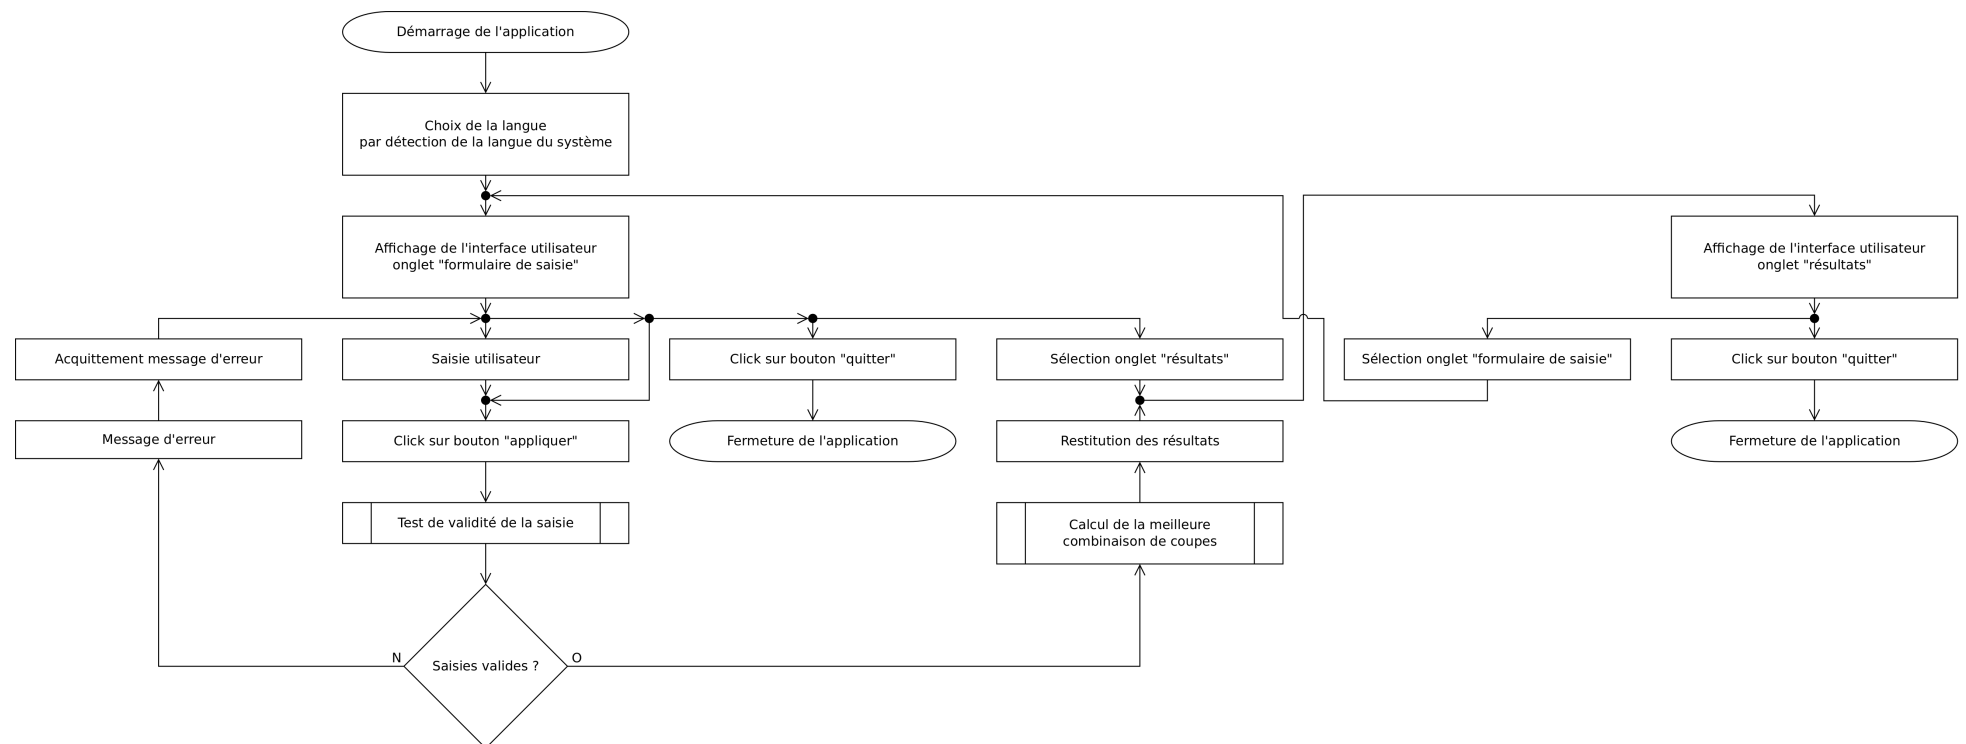 Démarrage de l'application
Choix de la langue
par détection de la langue du système
Affichage de l'interface utilisateur
onglet "formulaire de saisie"
Affichage de l'interface utilisateur
onglet "résultats"
Acquittement message d'erreur
Saisie utilisateur
Click sur bouton "quitter"
Sélection onglet "résultats"
Sélection onglet "formulaire de saisie"
Click sur bouton "quitter"
Message d'erreur
Click sur bouton "appliquer"
Fermeture de l'application
Restitution des résultats
Fermeture de l'application
Test de validité de la saisie
Calcul de la meilleure
combinaison de coupes
N
Saisies valides ?
O